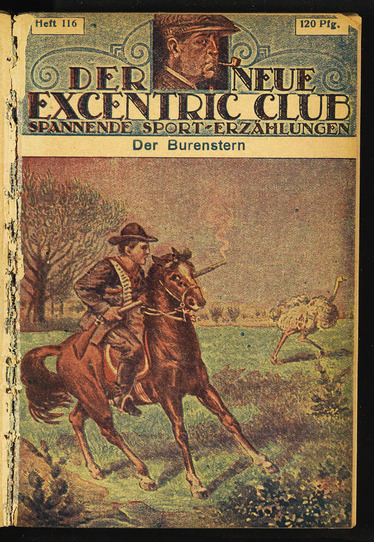 Heft 116
120 Pfg.
DER NEUE
EXCENTRIC CLUB
SPANNENDE SPORT-ERZÄHLUNGEN
Der Burenstern